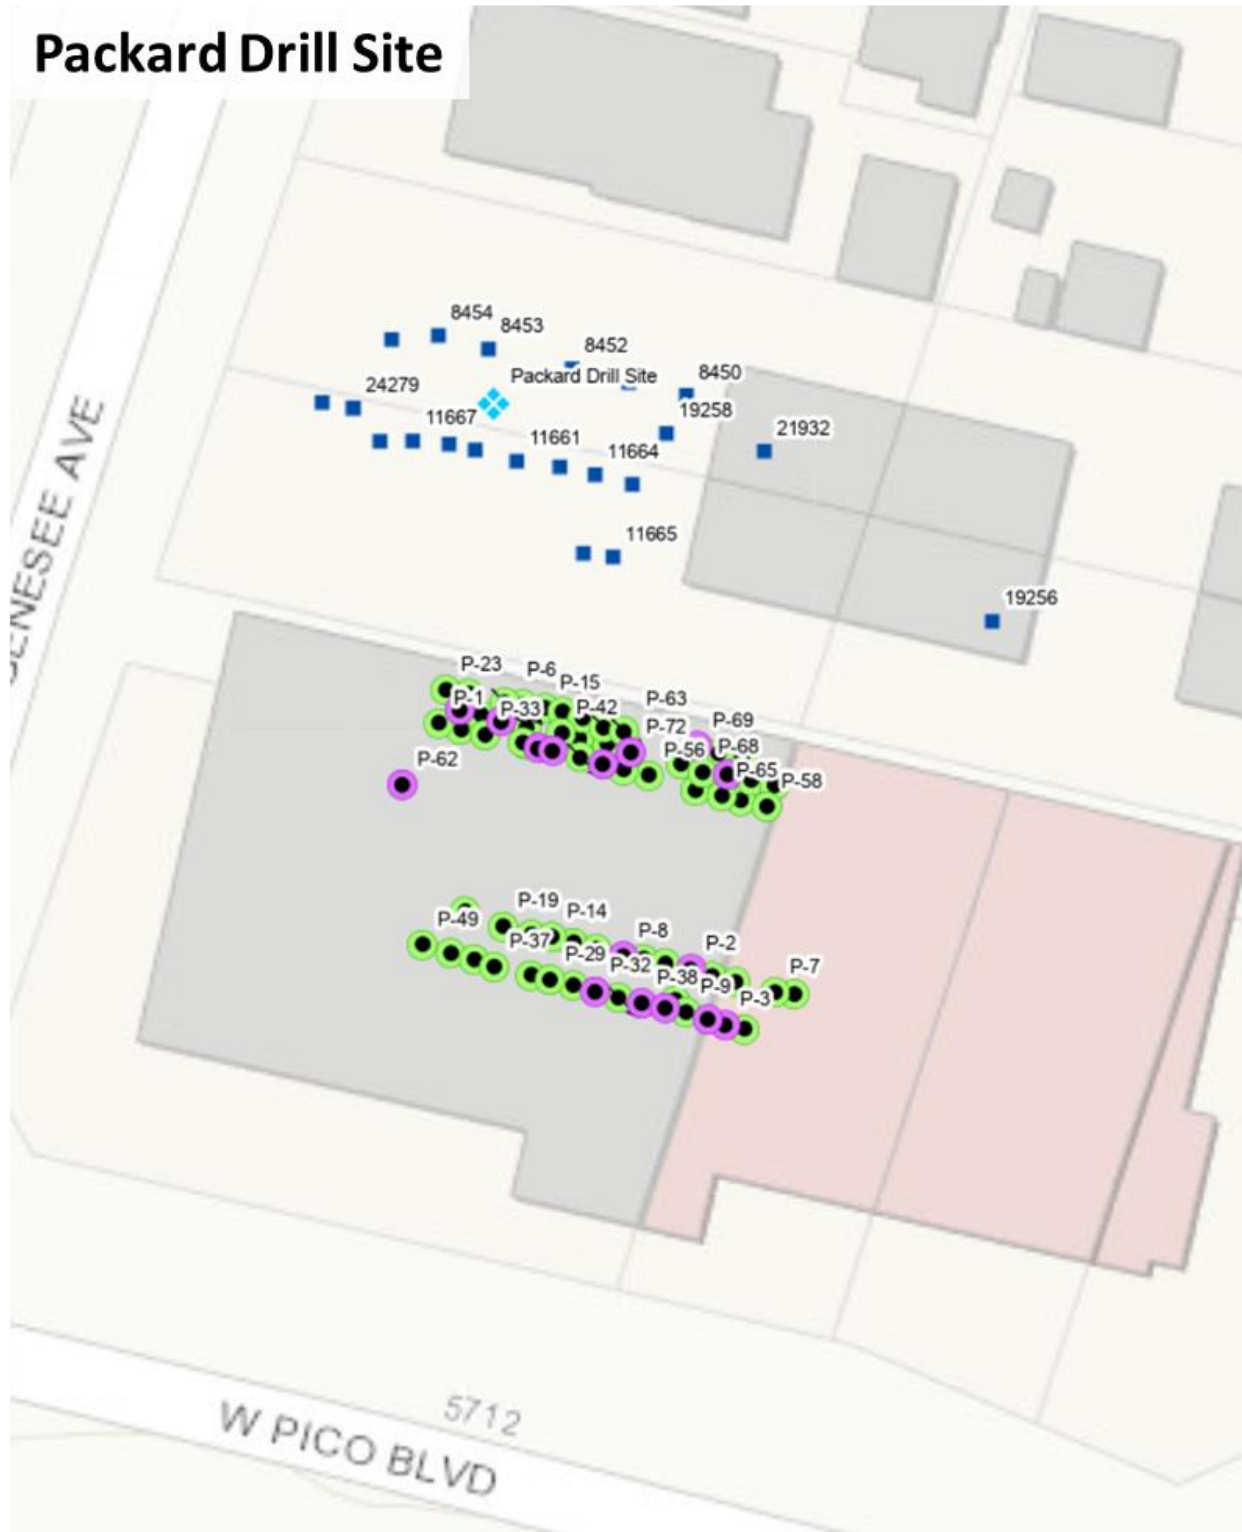 Packard Drill Site
8454
8453
8452
Packard Drill Site
8450
24279
19258
11667
21932
11661
11664
11665
19256
GENESEE AVE
P-23
P-6
P-15
P-1
P-33
P-42
P-63
P-72
P-69
P-56
P-68
P-65
P-58
P-62
P-19
P-14
P-49
P-37
P-8
P-2
P-29
P-32
P-38
P-9
P-7
P-3
5712
W PICO BLVD